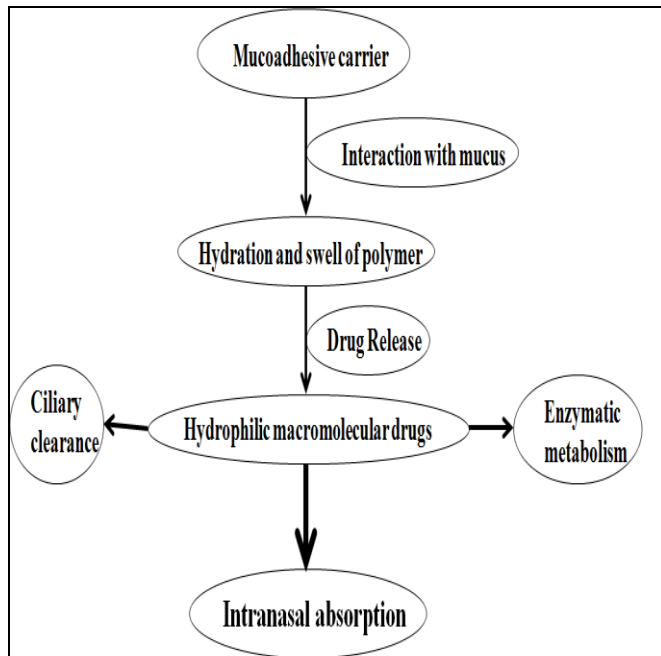 Mucoadhesive carrier
Interaction with mucus
Hydration and swell of polymer
Drug Release
Ciliary
clearance
Hydrophilic macromolecular drugs
Enzymatic
metabolism
Intranasal absorption